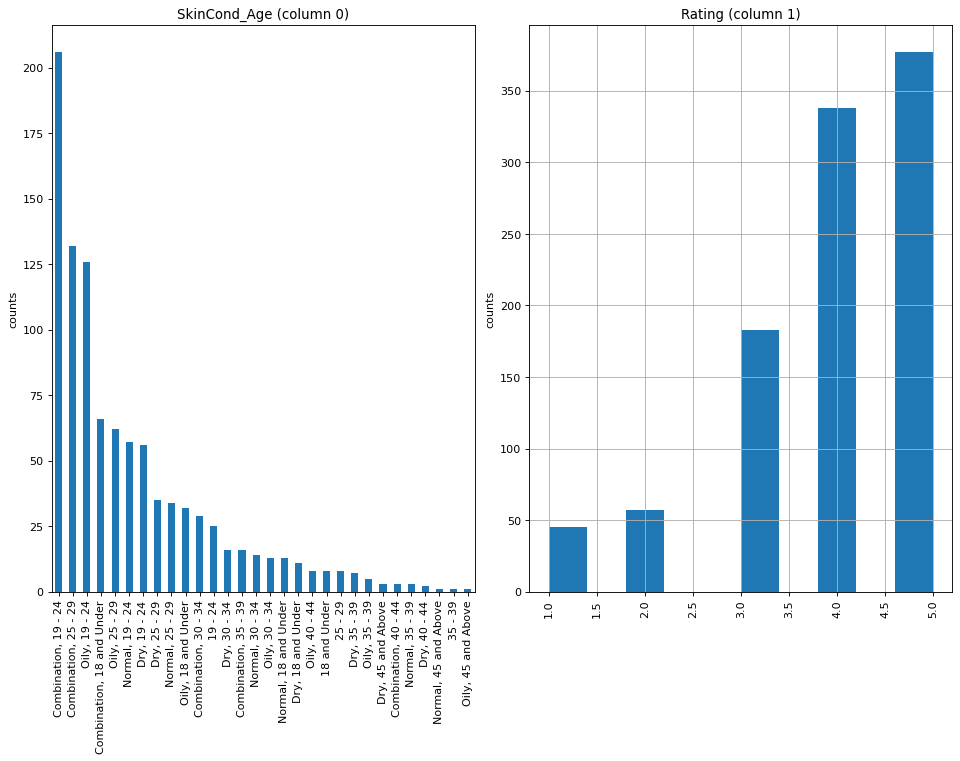 SkinCond_Age (column 0)
counts
200
175
150
125
100
75
50
25
0
Combination, 19 - 24
Combination, 25 - 29
Oily, 19 - 24
Combination, 18 and Under
Oily, 25 - 29
Normal, 19 - 24
Dry, 19 - 24
Dry, 25 - 29
Normal, 25 - 29
Oily, 18 and Under
Combination, 30 - 34
19 - 24
Dry, 30 - 34
Combination, 35 - 39
Normal, 30 - 34
Oily, 30 - 34
Normal, 18 and Under
Dry, 18 and Under
Oily, 40 - 44
18 and Under
25 - 29
Dry, 35 - 39
Oily, 35 - 39
Dry, 45 and Above
Combination, 40 - 44
Normal, 35 - 39
Dry, 40 - 44
Normal, 45 and Above
35 - 39
Oily, 45 and Above
Rating (column 1)
counts
350
300
250
200
150
100
50
0
1.0
1.5
2.0
2.5
3.0
3.5
4.0
4.5
5.0